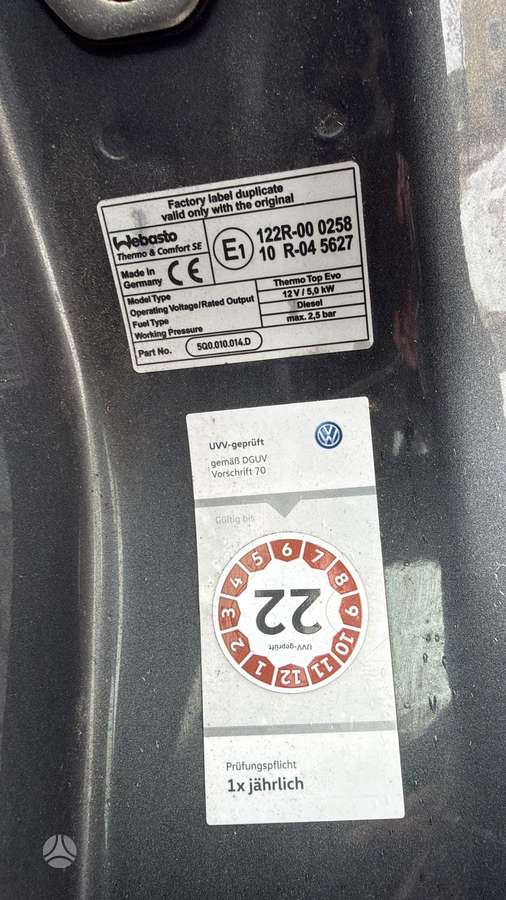 Factory label duplicate
valid only with the original
Webasto
Thermo & Comfort SE
E1
122R-00 0258
10 R-04 5627
Made in
Germany
CE
Model Type
Thermo Top Evo
Operating Voltage/Rated Output
12 V / 5,0 kW
Fuel Type
Diesel
Working Pressure
max. 2,5 bar
Part No.
5Q0.010.014.D
UVV-geprüft
gemäß DGUV
Vorschrift 70
Gültig bis
1 2 3 4 5 6 7 8 9 10 11 12
22
UVV-geprüft
Prüfungspflicht
1x jährlich